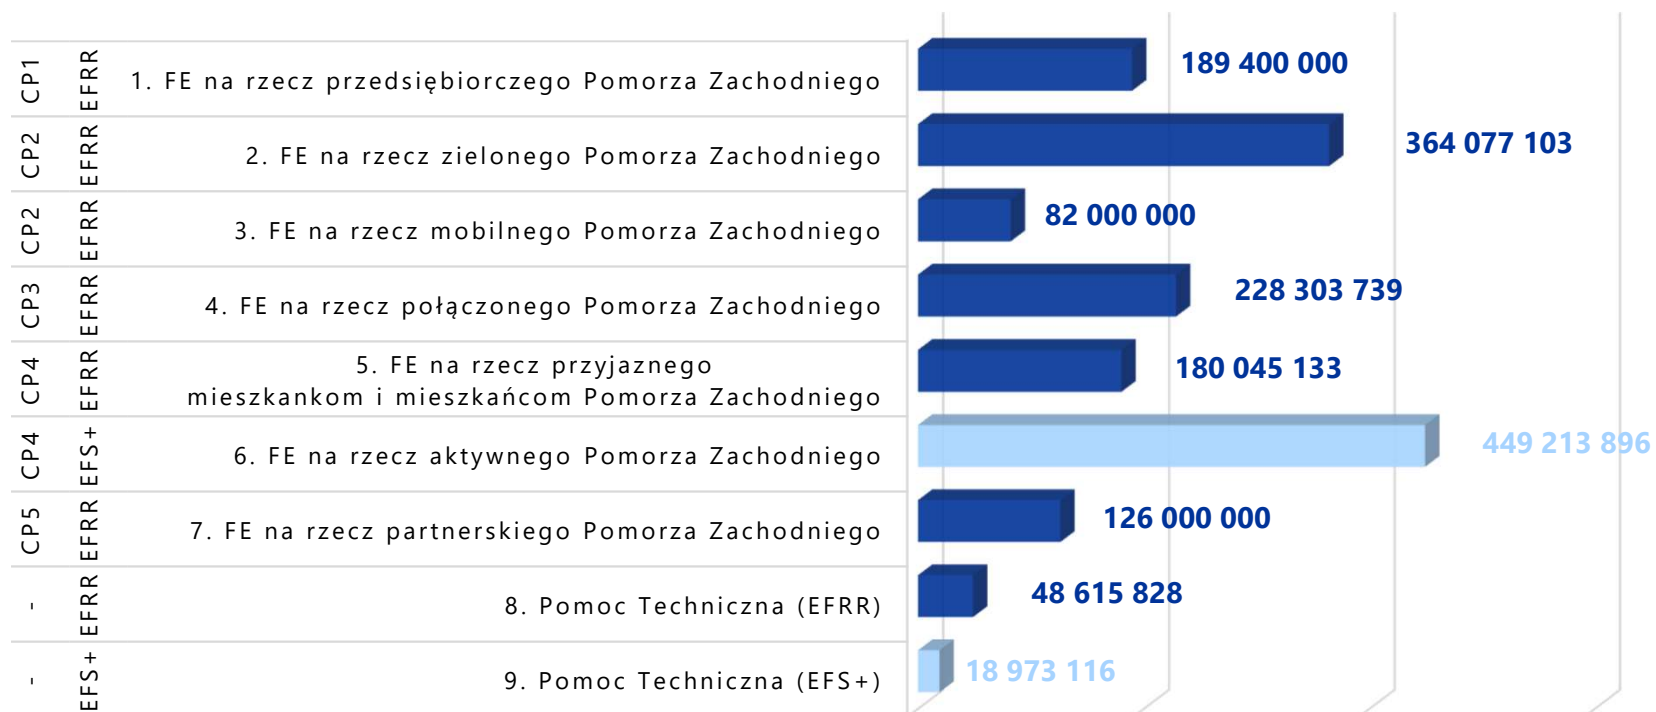 CP1 EFRR 1. FE na rzecz przedsiębiorczego Pomorza Zachodniego 189 400 000
CP2 EFRR 2. FE na rzecz zielonego Pomorza Zachodniego 364 077 103
CP2 EFRR 3. FE na rzecz mobilnego Pomorza Zachodniego 82 000 000
CP3 EFRR 4. FE na rzecz połączonego Pomorza Zachodniego 228 303 739
CP4 EFRR 5. FE na rzecz przyjaznego
mieszkankom i mieszkańcom Pomorza Zachodniego 180 045 133
CP4 EFS+ 6. FE na rzecz aktywnego Pomorza Zachodniego 449 213 896
CP5 EFRR 7. FE na rzecz partnerskiego Pomorza Zachodniego 126 000 000
- EFRR 8. Pomoc Techniczna (EFRR) 48 615 828
- EFS+ 9. Pomoc Techniczna (EFS+) 18 973 116